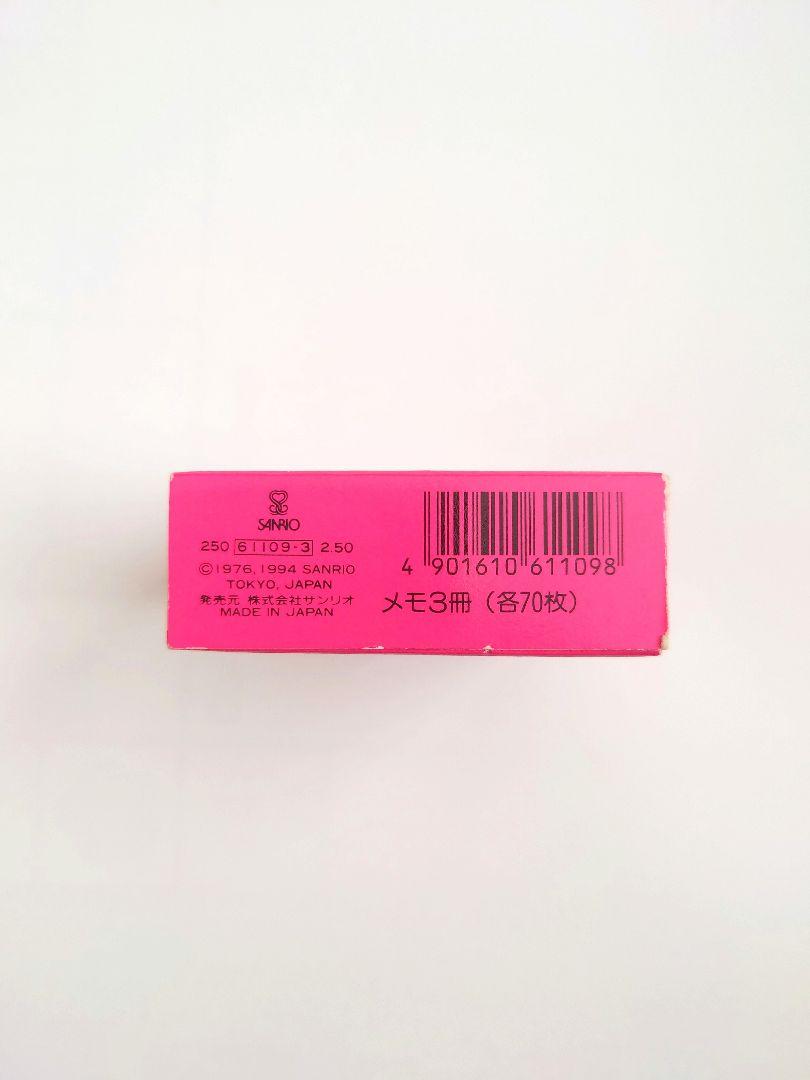 SANRIO
250 61109-3 2.50
©1976, 1994 SANRIO
TOKYO, JAPAN
発売元 株式会社サンリオ
MADE IN JAPAN
4 901610 611098
メモ3冊（各70枚）